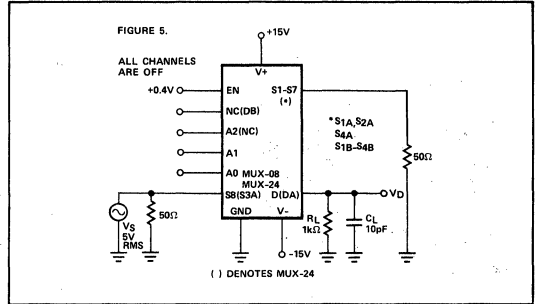 FIGURE 5.
+15V
ALL CHANNELS
ARE OFF
V+
+0.4V
EN
S1-S7
(*)
NC(DB)
*S1A,S2A
A2(NC)
S4A
S1B-S4B
A1
50Ω
A0
MUX-08
MUX-24
S8(S3A)
D(DA)
VD
GND
V-
VS
5V
RMS
50Ω
RL
1kΩ
CL
10pF
-15V
( ) DENOTES MUX-24